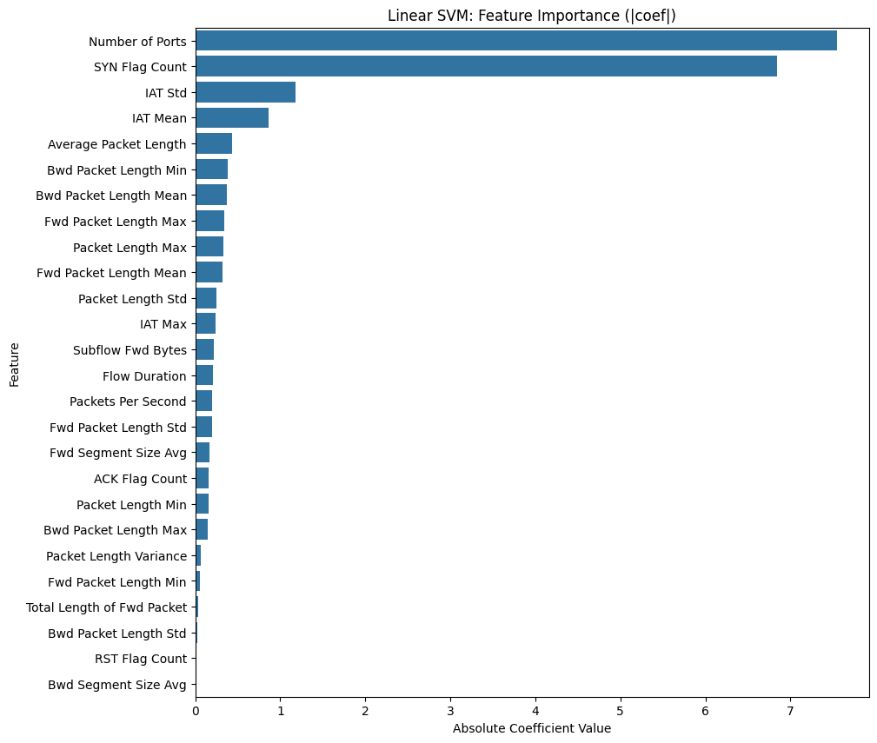 Linear SVM: Feature Importance (|coef|)
Number of Ports
SYN Flag Count
IAT Std
IAT Mean
Average Packet Length
Bwd Packet Length Min
Bwd Packet Length Mean
Fwd Packet Length Max
Packet Length Max
Fwd Packet Length Mean
Packet Length Std
IAT Max
Subflow Fwd Bytes
Flow Duration
Packets Per Second
Fwd Packet Length Std
Fwd Segment Size Avg
ACK Flag Count
Packet Length Min
Bwd Packet Length Max
Packet Length Variance
Fwd Packet Length Min
Total Length of Fwd Packet
Bwd Packet Length Std
RST Flag Count
Bwd Segment Size Avg
Feature
0 1 2 3 4 5 6 7
Absolute Coefficient Value